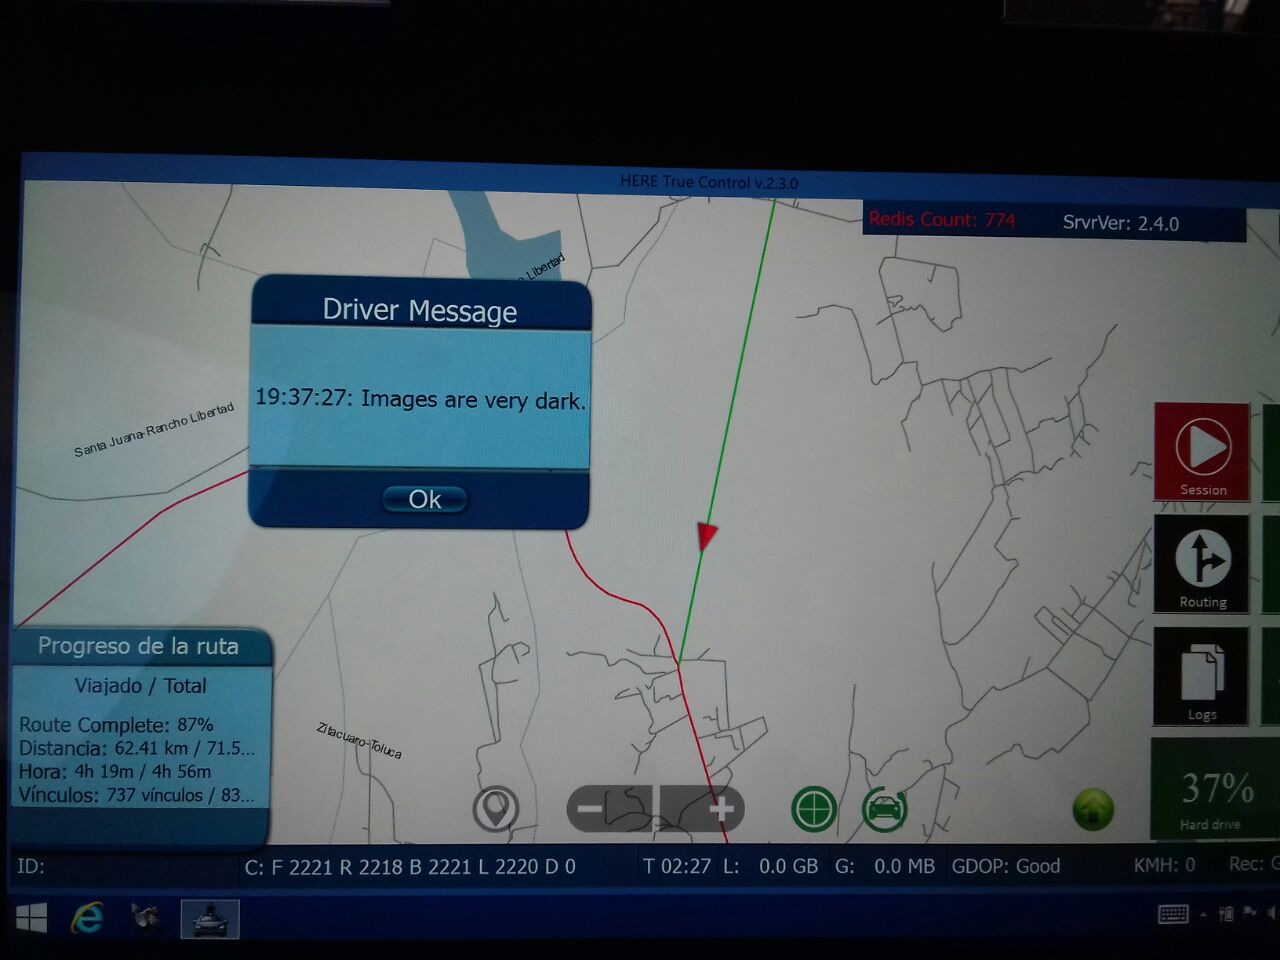 HERE True Control v.2.3.0
Redis Count: 774
SrvrVer: 2.4.0
Libertad
Driver Message
19:37:27: Images are very dark.
Ok
Santa Juana-Rancho Libertad
Session
Routing
Logs
37%
Hard drive
Progreso de la ruta
Viajado / Total
Route Complete: 87%
Distancia: 62.41 km / 71.5...
Hora: 4h 19m / 4h 56m
Vínculos: 737 vínculos / 83...
Zitacuaro-Toluca
ID: C: F 2221 R 2218 B 2221 L 2220 D 0 T 02:27 L: 0.0 GB G: 0.0 MB GDOP: Good KMH: 0 Rec: